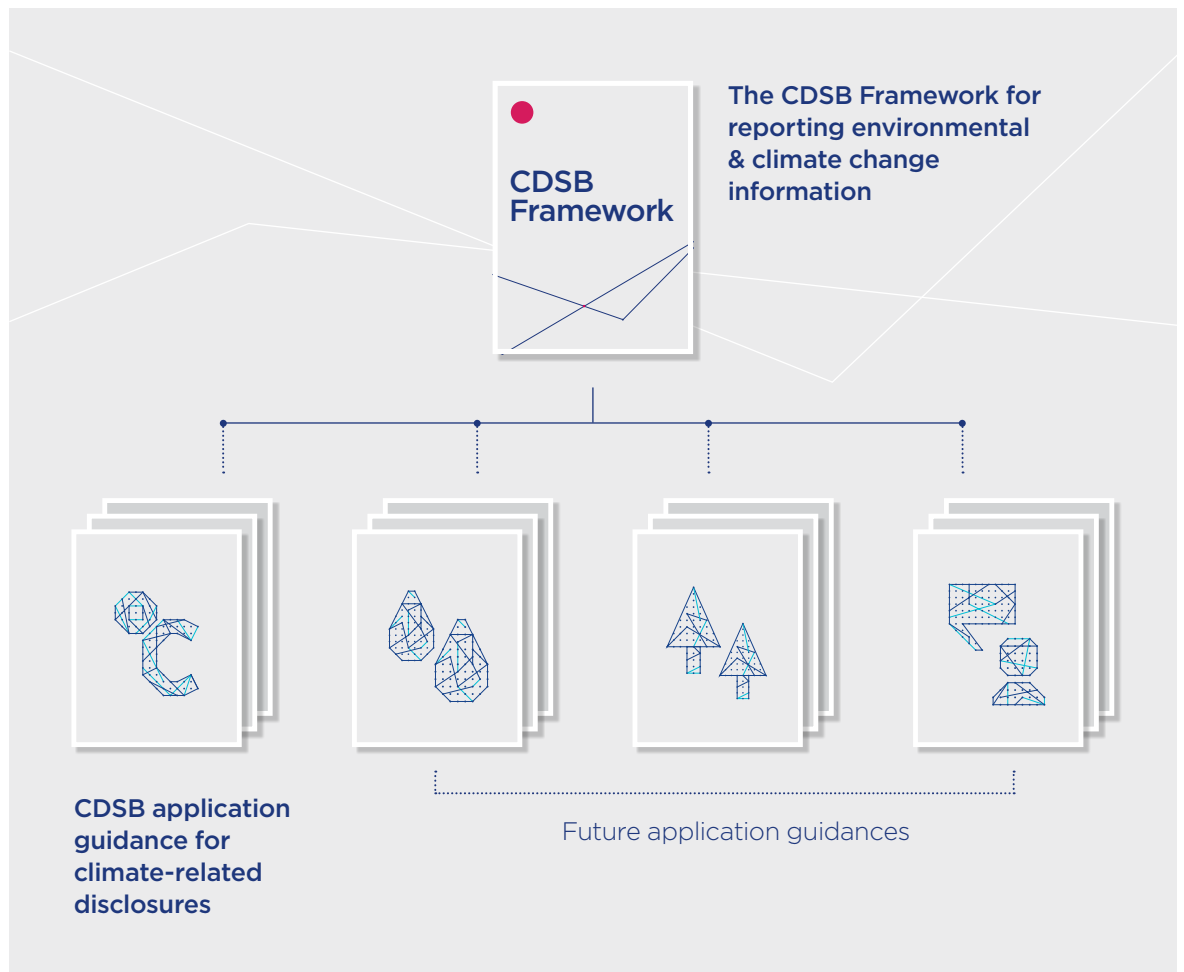 CDSB
Framework
The CDSB Framework for
reporting environmental
& climate change
information
CDSB application
guidance for
climate-related
disclosures
Future application guidances